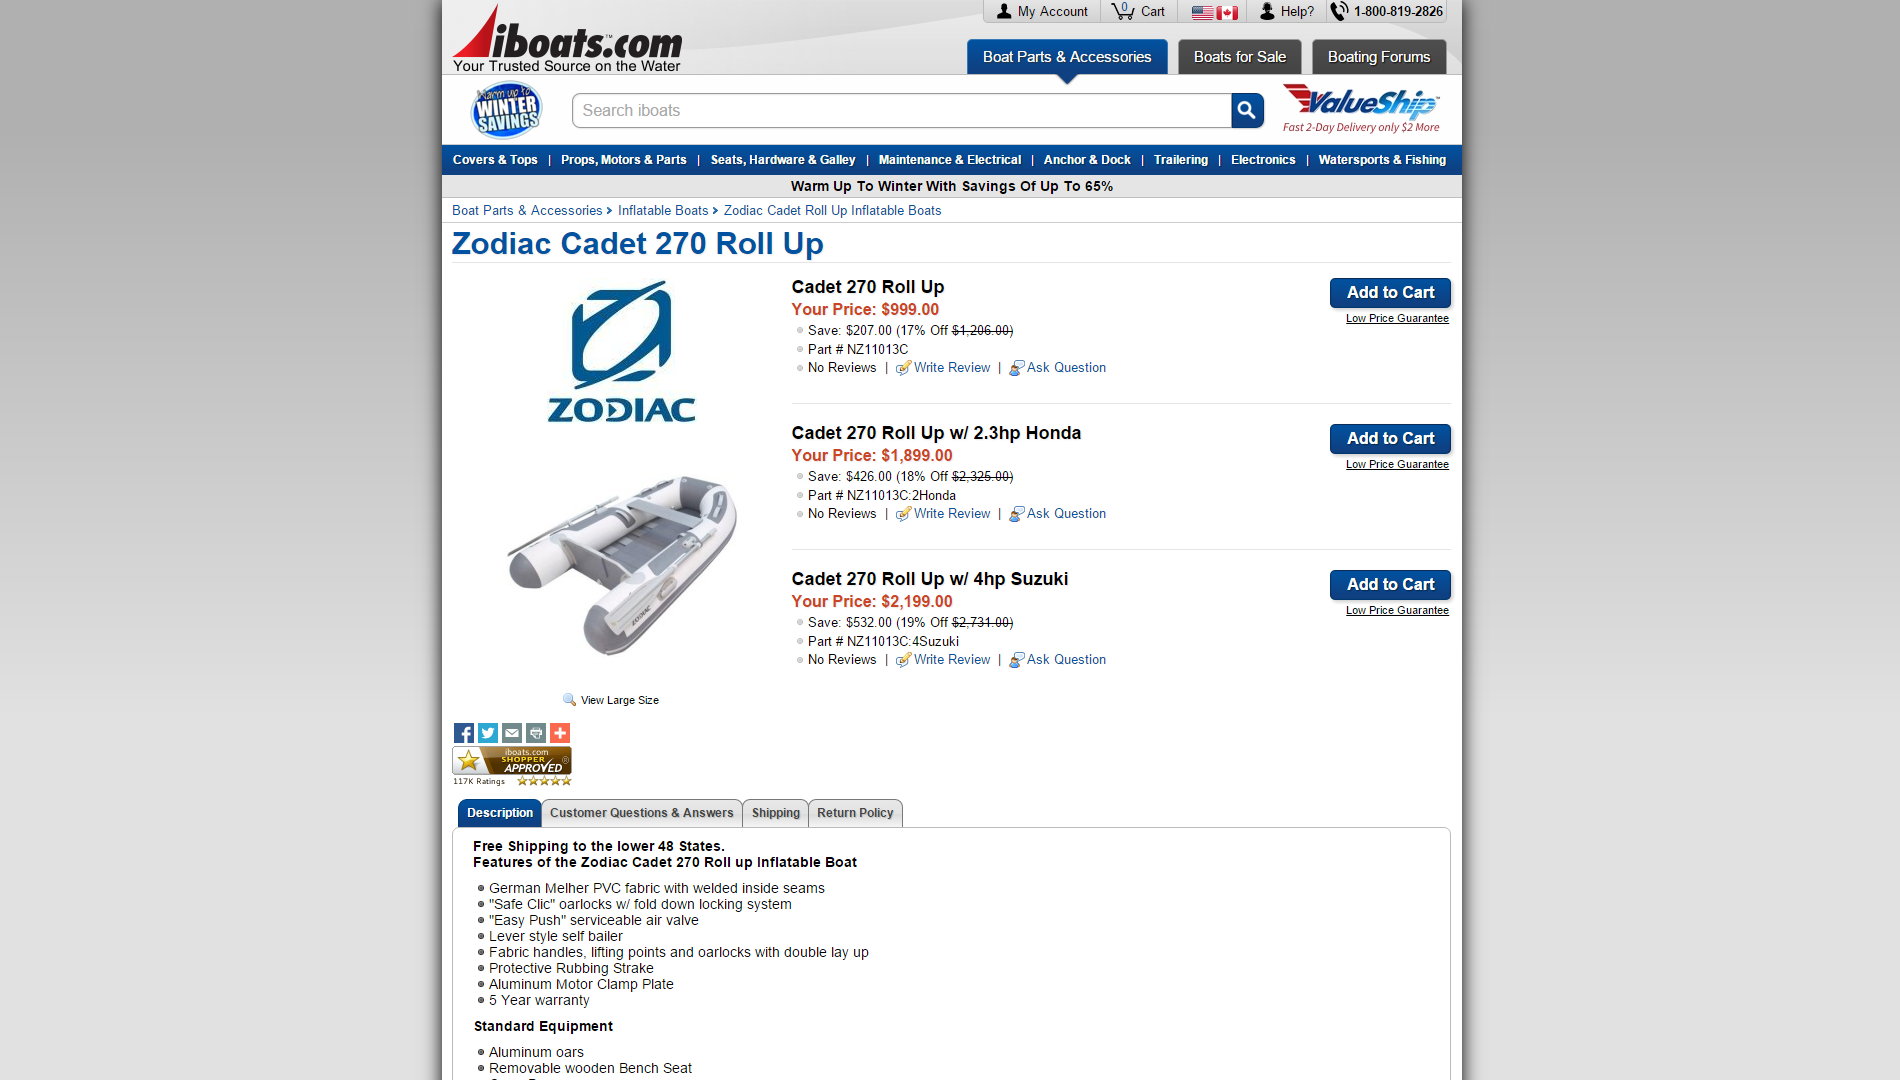 My Account
0 Cart
Help?
1-800-819-2826
iboats.com™
Your Trusted Source on the Water
Boat Parts & Accessories
Boats for Sale
Boating Forums
Warm up to
WINTER
SAVINGS
Search iboats
ValueShip™
Fast 2-Day Delivery only $2 More
Covers & Tops | Props, Motors & Parts | Seats, Hardware & Galley | Maintenance & Electrical | Anchor & Dock | Trailering | Electronics | Watersports & Fishing
Warm Up To Winter With Savings Of Up To 65%
Boat Parts & Accessories > Inflatable Boats > Zodiac Cadet Roll Up Inflatable Boats
Zodiac Cadet 270 Roll Up
ZODIAC
ZODIAC
View Large Size
Cadet 270 Roll Up
Add to Cart
Your Price: $999.00
Low Price Guarantee
Save: $207.00 (17% Off $1,206.00)
Part # NZ11013C
No Reviews | Write Review | Ask Question
Cadet 270 Roll Up w/ 2.3hp Honda
Add to Cart
Your Price: $1,899.00
Low Price Guarantee
Save: $426.00 (18% Off $2,325.00)
Part # NZ11013C:2Honda
No Reviews | Write Review | Ask Question
Cadet 270 Roll Up w/ 4hp Suzuki
Add to Cart
Your Price: $2,199.00
Low Price Guarantee
Save: $532.00 (19% Off $2,731.00)
Part # NZ11013C:4Suzuki
No Reviews | Write Review | Ask Question
iboats.com
SHOPPER
APPROVED®
117K Ratings
Description
Customer Questions & Answers
Shipping
Return Policy
Free Shipping to the lower 48 States.
Features of the Zodiac Cadet 270 Roll up Inflatable Boat
German Melher PVC fabric with welded inside seams
"Safe Clic" oarlocks w/ fold down locking system
"Easy Push" serviceable air valve
Lever style self bailer
Fabric handles, lifting points and oarlocks with double lay up
Protective Rubbing Strake
Aluminum Motor Clamp Plate
5 Year warranty
Standard Equipment
Aluminum oars
Removable wooden Bench Seat